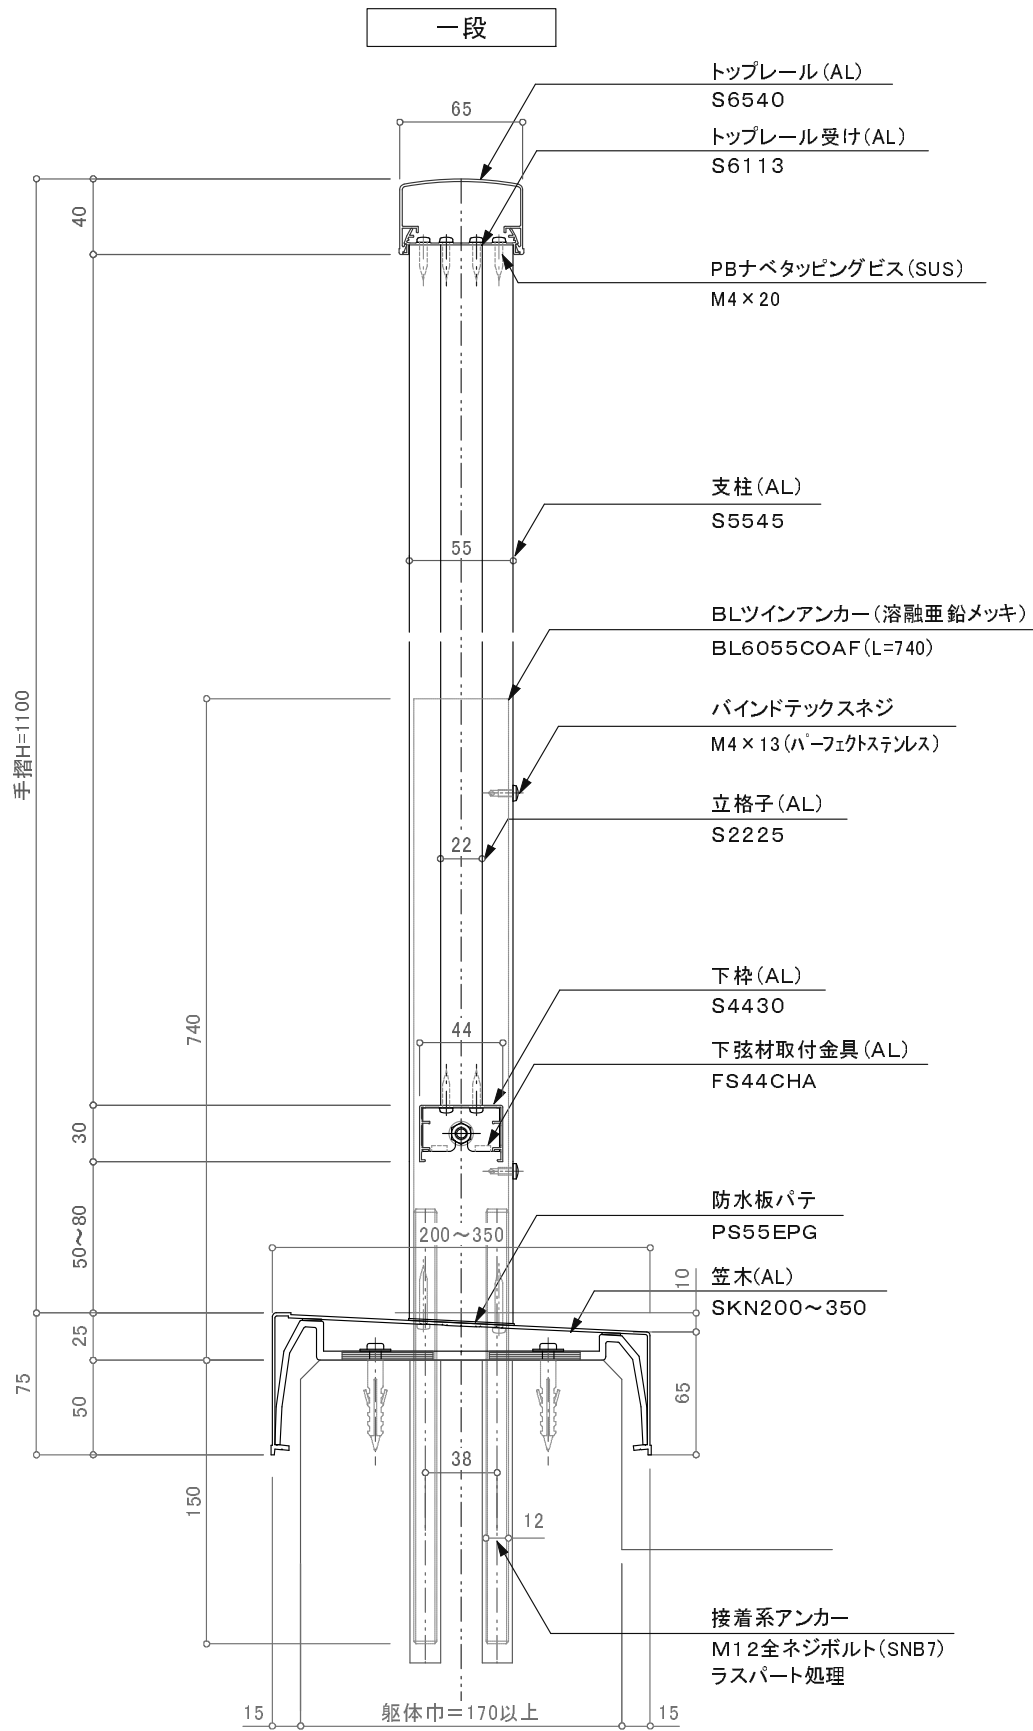 一段
トップレール(AL)
S6540
65
トップレール受け(AL)
S6113
40
PBナベタッピングビス(SUS)
M4×20
支柱(AL)
S5545
55
BLツインアンカー(溶融亜鉛メッキ)
BL6055COAF(L=740)
手摺H=1100
バインドテックスネジ
M4×13(パーフェクトステンレス)
立格子(AL)
S2225
22
下枠(AL)
S4430
740
44
下弦材取付金具(AL)
FS44CHA
30
防水板パテ
PS55EPG
50～80
200～350
10
笠木(AL)
SKN200～350
25
75
50
65
38
150
12
接着系アンカー
M12全ネジボルト(SNB7)
ラスパート処理
15
躯体巾=170以上
15